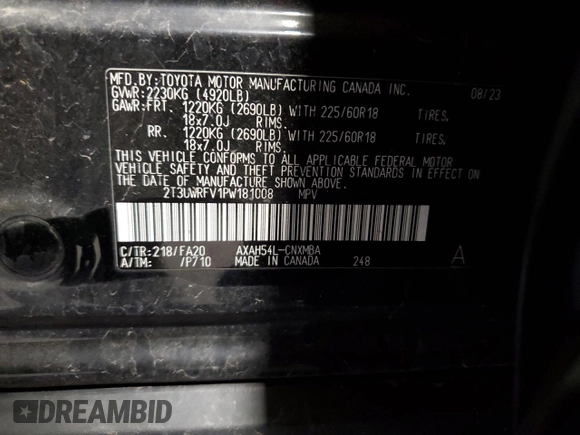 MFD.BY:TOYOTA MOTOR MANUFACTURING CANADA INC. 08/23
GVWR:2230KG (4920LB)
GAWR:FRT. 1220KG (2690LB) WITH 225/60R18 TIRES,
18x7.0J RIMS.
RR. 1220KG (2690LB) WITH 225/60R18 TIRES,
18x7.0J RIMS.
THIS VEHICLE CONFORMS TO ALL APPLICABLE FEDERAL MOTOR
VEHICLE SAFETY AND THEFT PREVENTION STANDARDS IN EFFECT
ON THE DATE OF MANUFACTURE SHOWN ABOVE.
2T3UWRFV1PW181008 MPV
C/TR:218/FA20 AXAH54L-CNXMBA
A/TM: /P710 MADE IN CANADA 248 A
DREAMBID